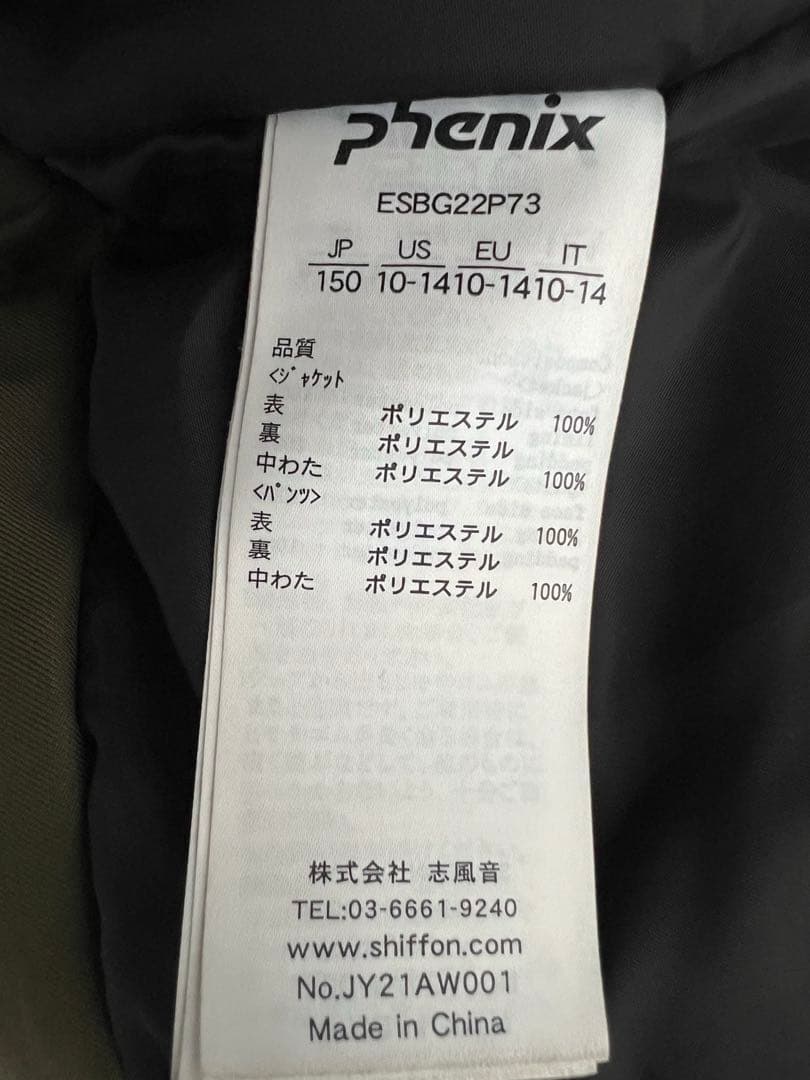 phenix
ESBG22P73
JP US EU IT
150 10-14 10-14 10-14
品質
<ｼﾞｬｹｯﾄ
表 ポリエステル 100%
裏 ポリエステル
中わた ポリエステル 100%
<ﾊﾟﾝﾂ>
表 ポリエステル 100%
裏 ポリエステル
中わた ポリエステル 100%
株式会社 志風音
TEL:03-6661-9240
www.shiffon.com
No.JY21AW001
Made in China